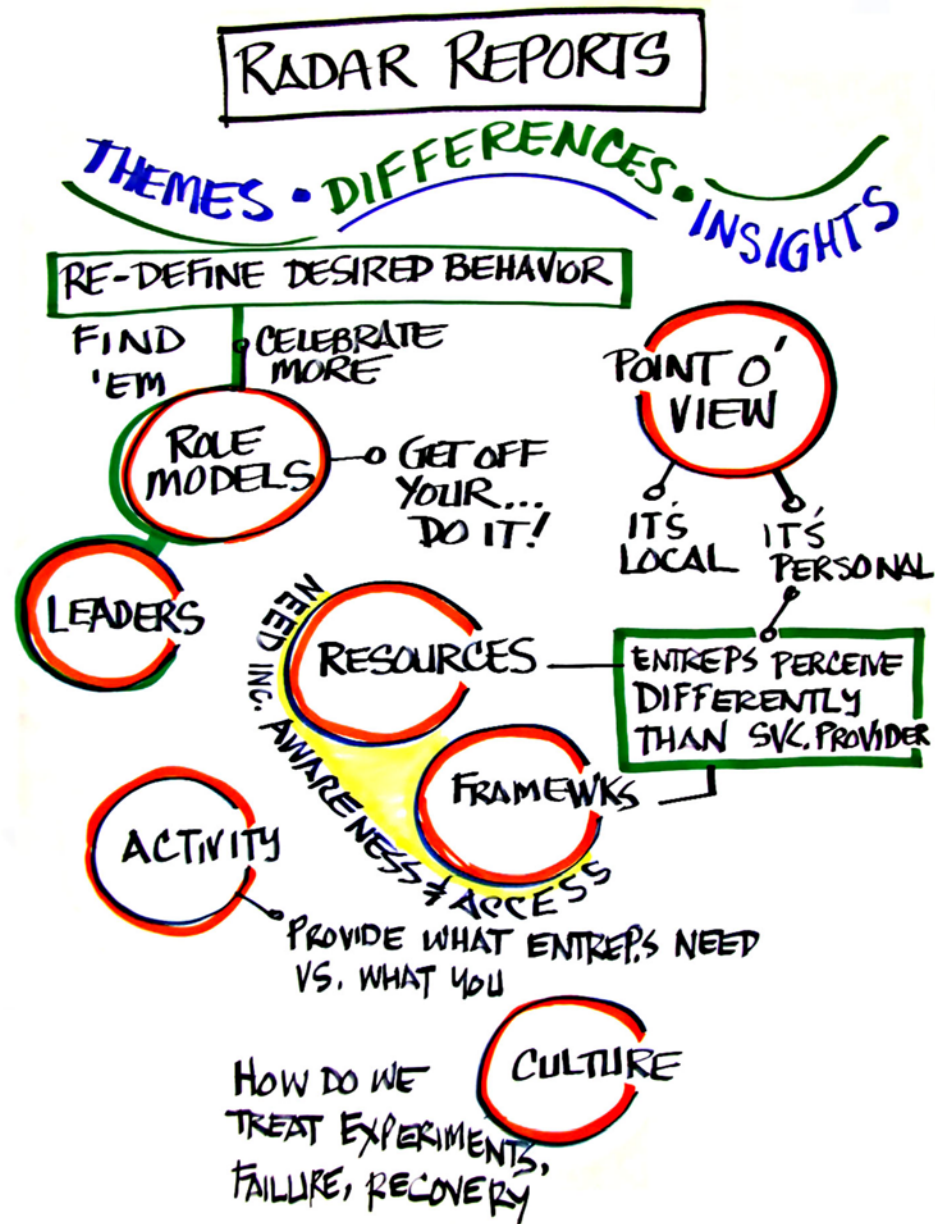 RADAR REPORTS
THEMES • DIFFERENCES • INSIGHTS
RE-DEFINE DESIRED BEHAVIOR
FIND
'EM
CELEBRATE
MORE
ROLE
MODELS
GET OFF
YOUR...
DO IT!
LEADERS
POINT O'
VIEW
IT'S
LOCAL
IT'S
PERSONAL
RESOURCES
ENTREPS PERCEIVE
DIFFERENTLY
THAN SVC. PROVIDER
FRAMEWKS
NEED INC. AWARENESS & ACCESS
ACTIVITY
PROVIDE WHAT ENTREP.S NEED
VS. WHAT YOU
CULTURE
HOW DO WE
TREAT EXPERIMENTS,
FAILURE, RECOVERY